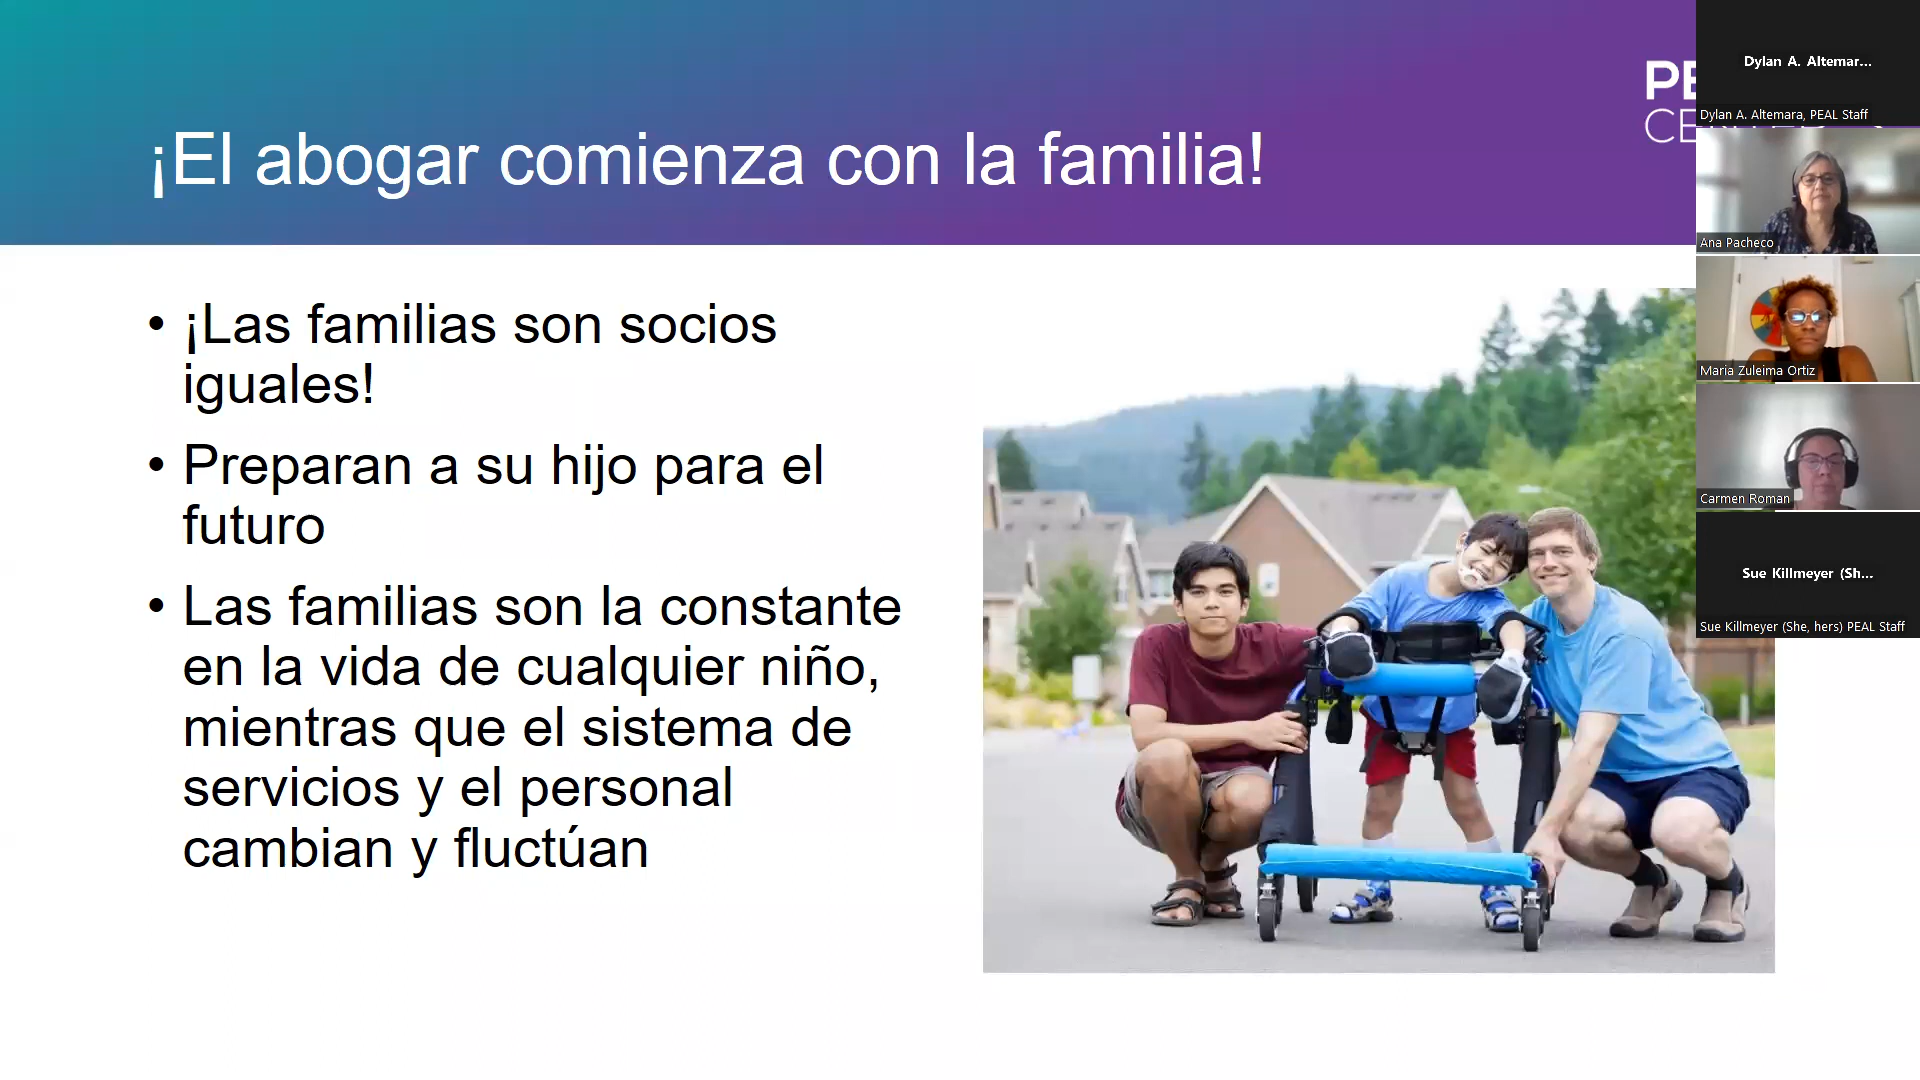 ¡El abogar comienza con la familia!
• ¡Las familias son socios
iguales!
• Preparan a su hijo para el
futuro
• Las familias son la constante
en la vida de cualquier niño,
mientras que el sistema de
servicios y el personal
cambian y fluctúan
Dylan A. Altemar...
Dylan A. Altemara, PEAL Staff
Ana Pacheco
Maria Zuleima Ortiz
Carmen Roman
Sue Killmeyer (Sh...
Sue Killmeyer (She, hers) PEAL Staff